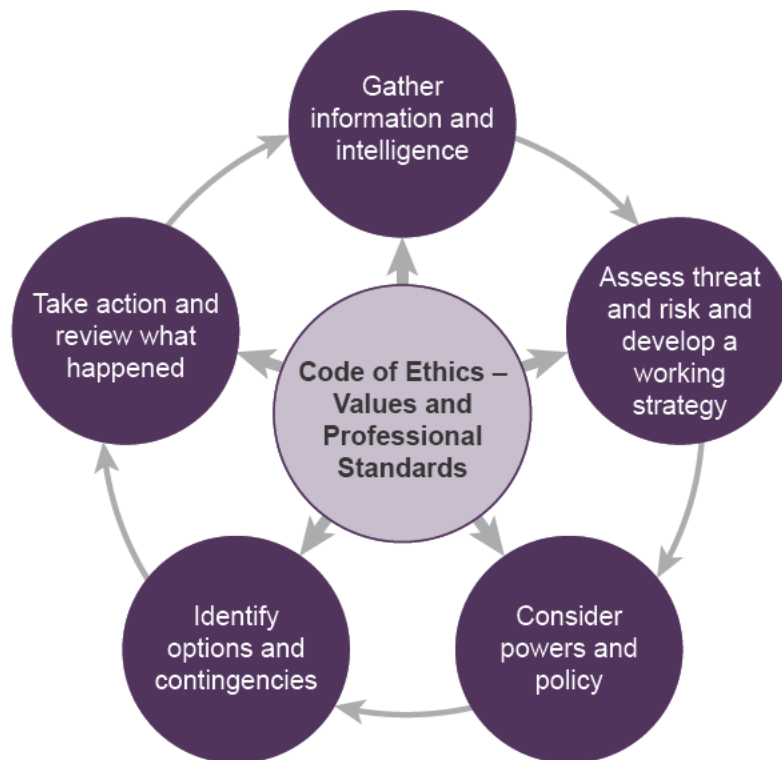 Gather
information and
intelligence
Assess threat
and risk and
develop a
working
strategy
Consider
powers and
policy
Identify
options and
contingencies
Take action and
review what
happened
Code of Ethics –
Values and
Professional
Standards